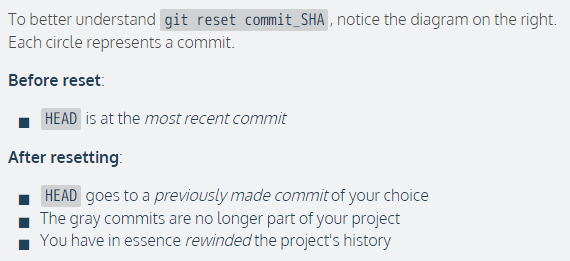 To better understand git reset commit_SHA , notice the diagram on the right.
Each circle represents a commit.
Before reset:
HEAD is at the most recent commit
After resetting:
HEAD goes to a previously made commit of your choice
The gray commits are no longer part of your project
You have in essence rewinded the project's history